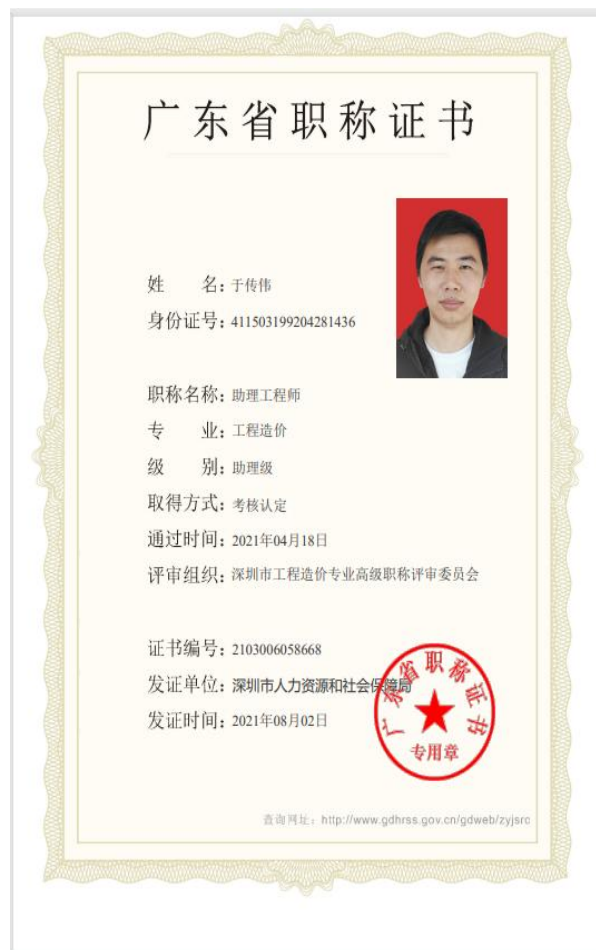 广东省职称证书
姓 名：于传伟
身份证号：411503199204281436
职称名称：助理工程师
专 业：工程造价
级 别：助理级
取得方式：考核认定
通过时间：2021年04月18日
评审组织：深圳市工程造价专业高级职称评审委员会
证书编号：2103006058668
发证单位：深圳市人力资源和社会保障局
发证时间：2021年08月02日
广东省职称证书
专用章
查询网址：http://www.gdhrss.gov.cn/gdweb/zyjsrc